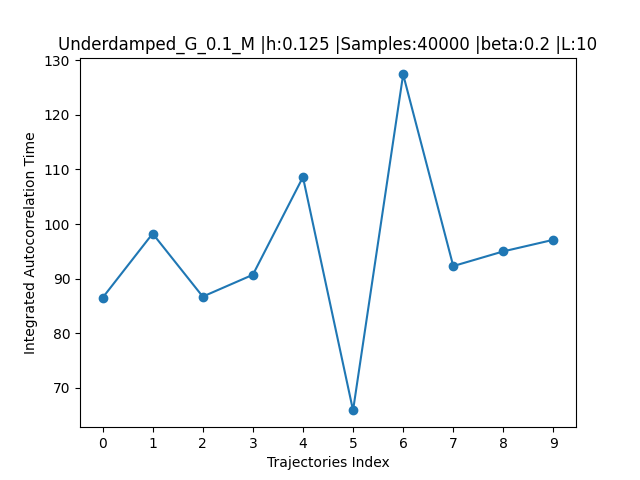 Underdamped_G_0.1_M |h:0.125 |Samples:40000 |beta:0.2 |L:10
130
120
110
100
90
80
70
Integrated Autocorrelation Time
0 1 2 3 4 5 6 7 8 9
Trajectories Index